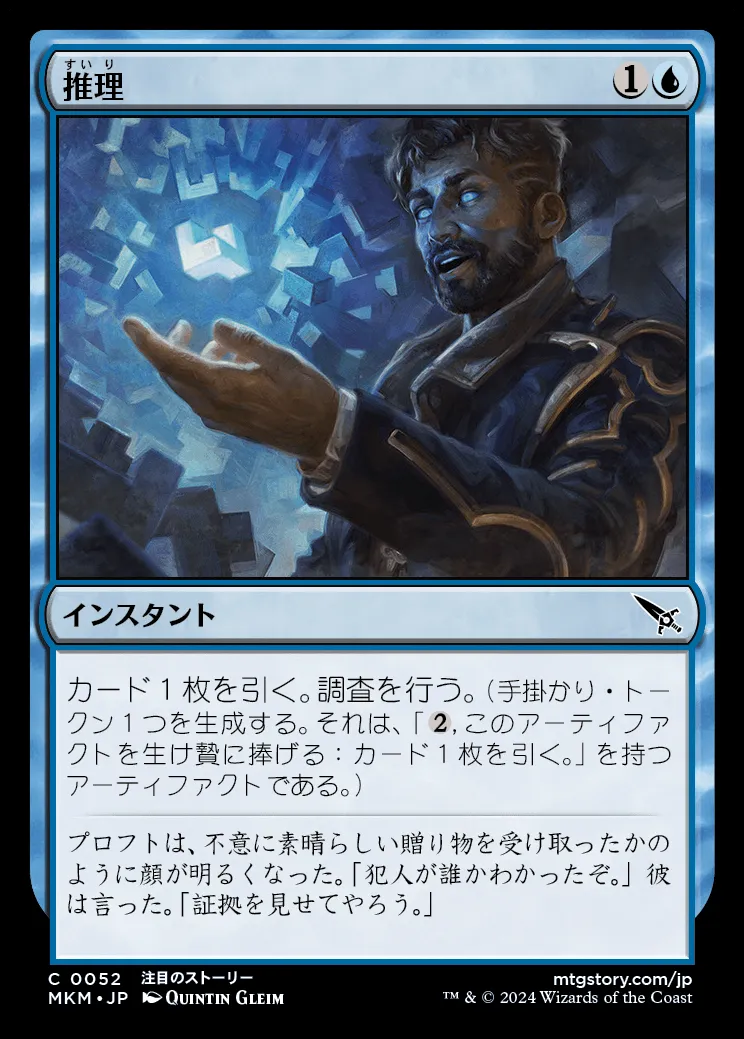 すいり
推理
1
インスタント
カード1枚を引く。調査を行う。(手掛かり・トー
クン1つを生成する。それは、「2,このアーティファ
クトを生け贄に捧げる:カード1枚を引く。」を持つ
アーティファクトである。)
プロフトは、不意に素晴らしい贈り物を受け取ったかの
ように顔が明るくなった。「犯人が誰かわかったぞ。」彼
は言った。「証拠を見せてやろう。」
C 0052 注目のストーリー
mtgstory.com/jp
MKM•JP QUINTIN GLEIM
™ & © 2024 Wizards of the Coast